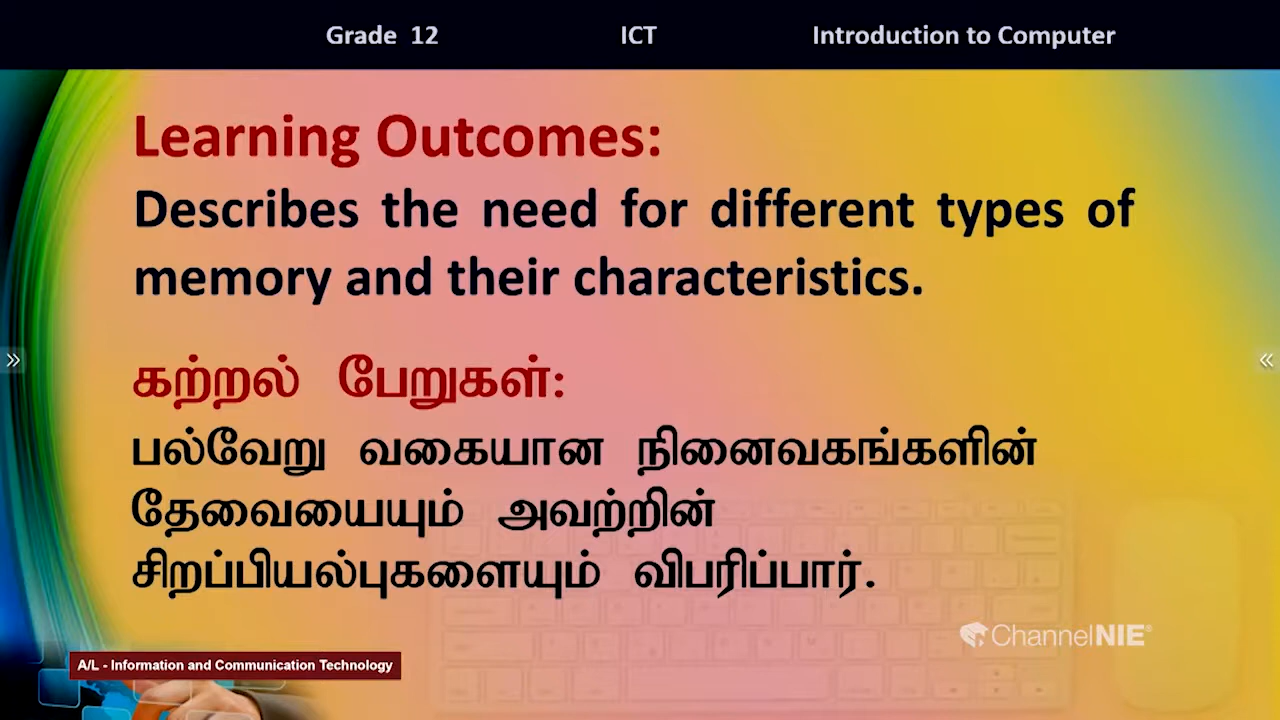 Grade 12 ICT Introduction to Computer
Learning Outcomes:
Describes the need for different types of
memory and their characteristics.
கற்றல் பேறுகள்:
பல்வேறு வகையான நினைவகங்களின்
தேவையையும் அவற்றின்
சிறப்பியல்புகளையும் விபரிப்பார்.
ChannelNIE®
A/L - Information and Communication Technology